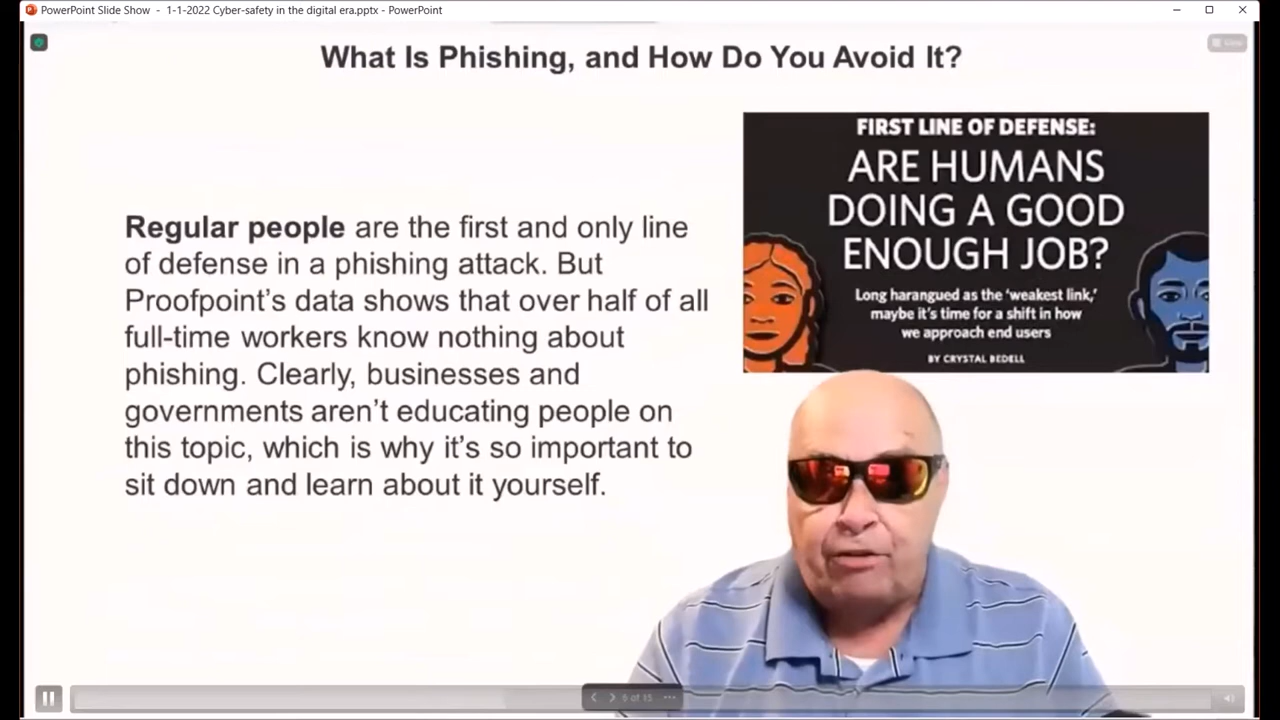 PowerPoint Slide Show - 1-1-2022 Cyber-safety in the digital era.pptx - PowerPoint
View
What Is Phishing, and How Do You Avoid It?
FIRST LINE OF DEFENSE:
ARE HUMANS
DOING A GOOD
ENOUGH JOB?
Long harangued as the ‘weakest link,’
maybe it’s time for a shift in how
we approach end users
BY CRYSTAL BEDELL
Regular people are the first and only line
of defense in a phishing attack. But
Proofpoint’s data shows that over half of all
full-time workers know nothing about
phishing. Clearly, businesses and
governments aren’t educating people on
this topic, which is why it’s so important to
sit down and learn about it yourself.
of 15